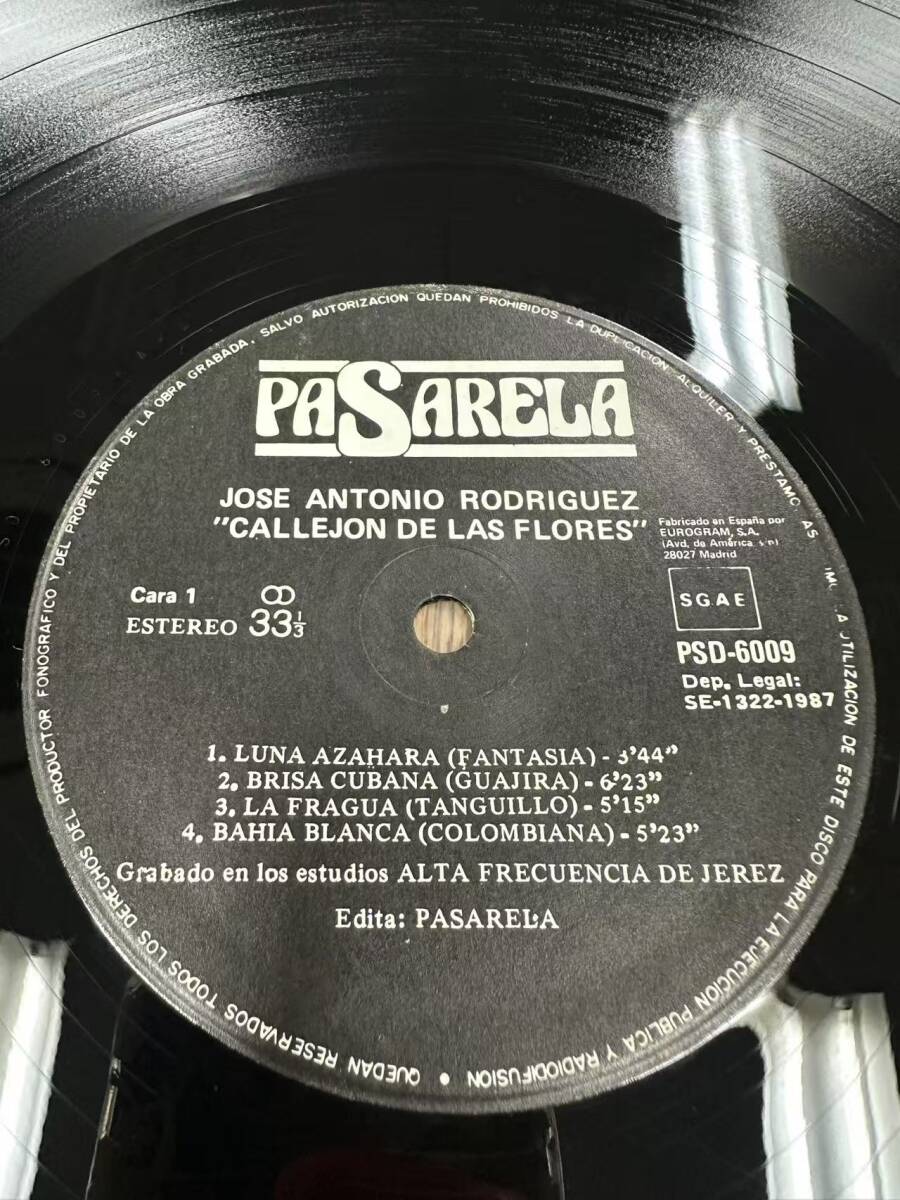 PASARELA
JOSE ANTONIO RODRIGUEZ
"CALLEJON DE LAS FLORES"
Fabricado en España por
EUROGRAM, S.A.
(Avd. de América
28027 Madrid
Cara 1
ESTEREO 33⅓
S G A E
PSD-6009
Dep. Legal:
SE-1322-1987
1. LUNA AZAHARA (FANTASIA) - 3'44"
2. BRISA CUBANA (GUAJIRA) - 6'23"
3. LA FRAGUA (TANGUILLO) - 5'15"
4. BAHIA BLANCA (COLOMBIANA) - 5'23"
Grabado en los estudios ALTA FRECUENCIA DE JEREZ
Edita: PASARELA
QUEDAN RESERVADOS TODOS LOS DERECHOS DEL PRODUCTOR FONOGRAFICO Y DEL PROPIETARIO DE LA OBRA GRABADA. SALVO AUTORIZACION QUEDAN PROHIBIDOS LA DUPLICACION ALQUILER Y PRESTAMO UTILIZACION DE ESTE DISCO PARA LA EJECUCION PUBLICA Y RADIODIFUSION •